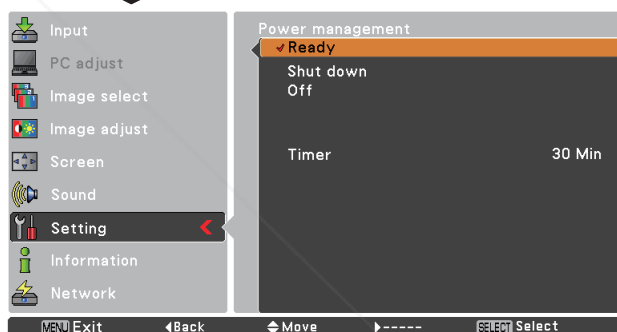 Input
PC adjust
Image select
Image adjust
Screen
Sound
Setting
Information
Network
Power management
✓Ready
Shut down
Off
Timer 30 Min
MENU Exit ◀Back ◆Move ▶----- SELECT Select